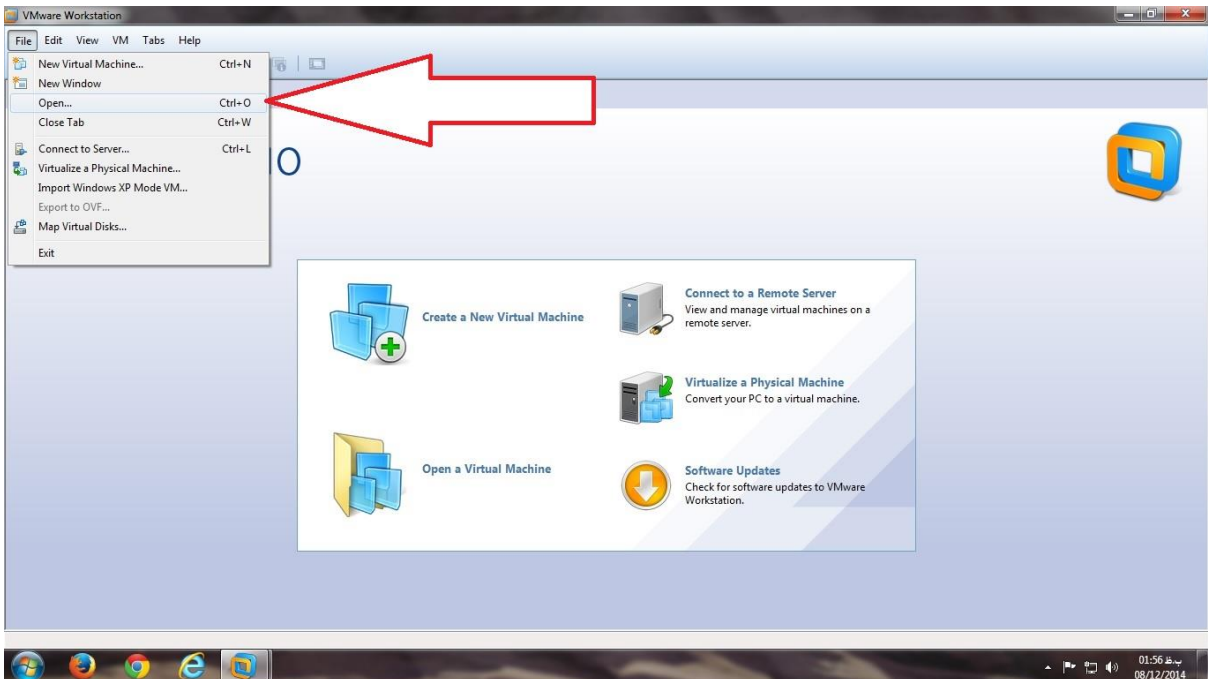 VMware Workstation
File Edit View VM Tabs Help
New Virtual Machine... Ctrl+N
New Window
Open... Ctrl+O
Close Tab Ctrl+W
Connect to Server... Ctrl+L
Virtualize a Physical Machine...
Import Windows XP Mode VM...
Export to OVF...
Map Virtual Disks...
Exit
10
Create a New Virtual Machine
Open a Virtual Machine
Connect to a Remote Server
View and manage virtual machines on a
remote server.
Virtualize a Physical Machine
Convert your PC to a virtual machine.
Software Updates
Check for software updates to VMware
Workstation.
01:56 ب.ظ
08/12/2014